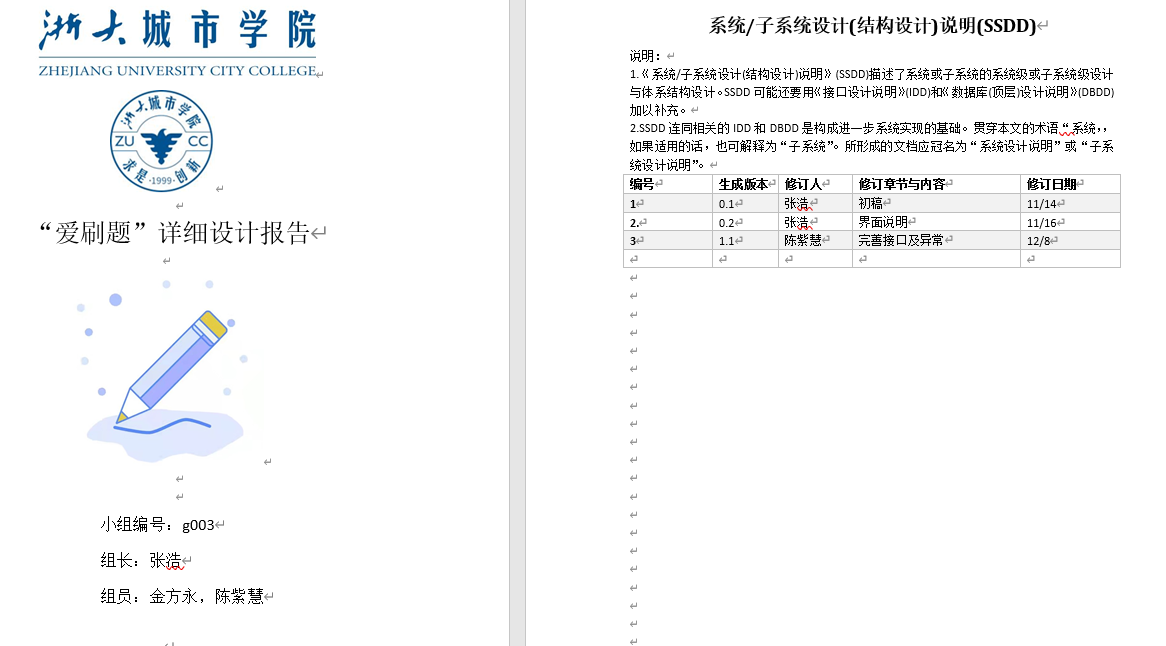 浙大城市学院
ZHEJIANG UNIVERSITY CITY COLLEGE
浙大城市学院
ZU CC
求是 创新
·1999·
“爱刷题”详细设计报告
小组编号：g003
组长：张浩
组员：金方永，陈紫慧
系统/子系统设计(结构设计)说明(SSDD)
说明：
1.《系统/子系统设计(结构设计)说明》(SSDD)描述了系统或子系统的系统级或子系统级设计
与体系结构设计。SSDD 可能还要用《接口设计说明》(IDD)和《数据库(顶层)设计说明》(DBDD)
加以补充。
2.SSDD 连同相关的 IDD 和 DBDD 是构成进一步系统实现的基础。贯穿本文的术语“系统,,
如果适用的话，也可解释为“子系统”。所形成的文档应冠名为“系统设计说明”或“子系
统设计说明”。
编号 生成版本 修订人 修订章节与内容 修订日期
1 0.1 张浩 初稿 11/14
2. 0.2 张浩 界面说明 11/16
3 1.1 陈紫慧 完善接口及异常 12/8